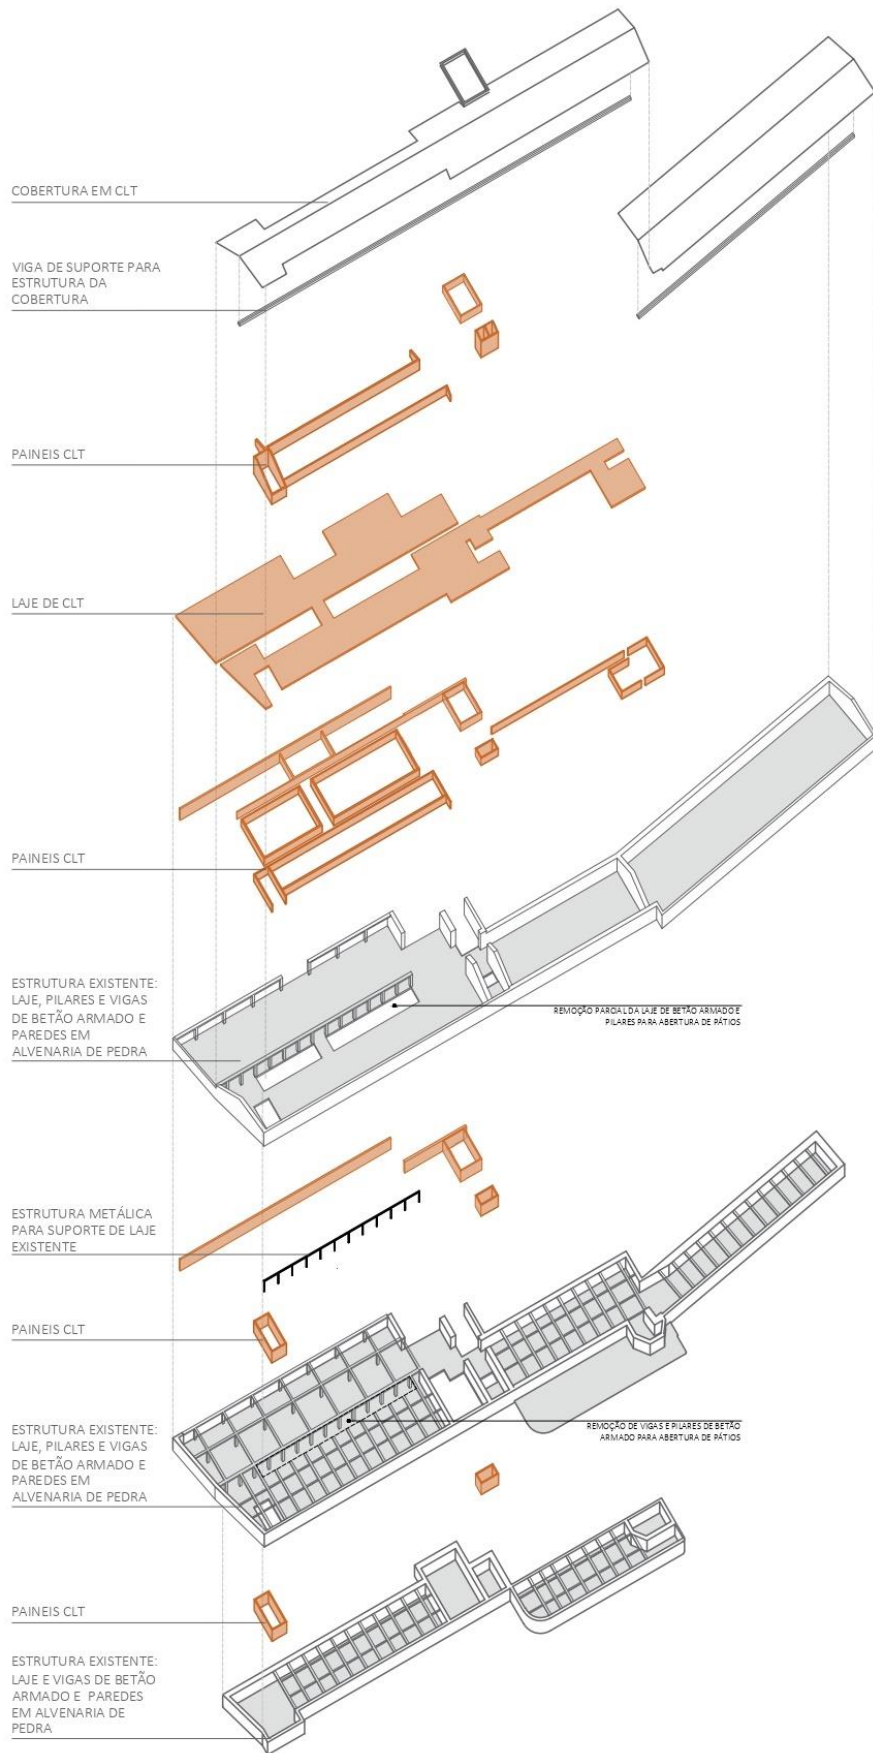 COBERTURA EM CLT
VIGA DE SUPORTE PARA
ESTRUTURA DA
COBERTURA
PAINEIS CLT
LAJE DE CLT
PAINEIS CLT
ESTRUTURA EXISTENTE:
LAJE, PILARES E VIGAS
DE BETÃO ARMADO E
PAREDES EM
ALVENARIA DE PEDRA
REMOÇÃO PARCIAL DA LAJE DE BETÃO ARMADO E
PILARES PARA ABERTURA DE PÁTIOS
ESTRUTURA METÁLICA
PARA SUPORTE DE LAJE
EXISTENTE
PAINEIS CLT
ESTRUTURA EXISTENTE:
LAJE, PILARES E VIGAS
DE BETÃO ARMADO E
PAREDES EM
ALVENARIA DE PEDRA
REMOÇÃO DE VIGAS E PILARES DE BETÃO
ARMADO PARA ABERTURA DE PÁTIOS
PAINEIS CLT
ESTRUTURA EXISTENTE:
LAJE E VIGAS DE BETÃO
ARMADO E PAREDES
EM ALVENARIA DE
PEDRA